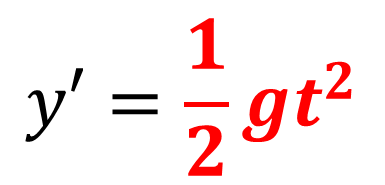 y′ = 1/2 gt²